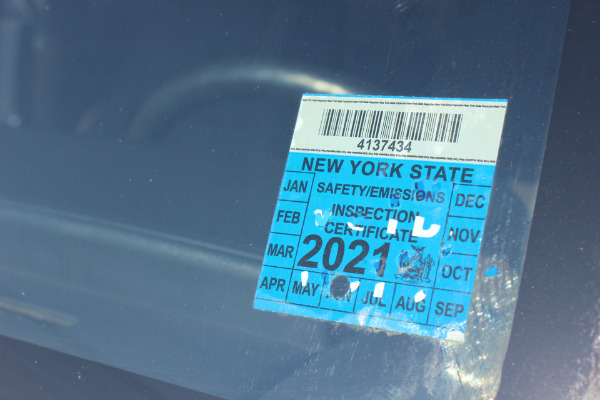 4137434
NEW YORK STATE
JAN SAFETY/EMISSIONS DEC
FEB INSPECTION NOV
CERTIFICATE
MAR 2021 OCT
APR MAY JUN JUL AUG SEP